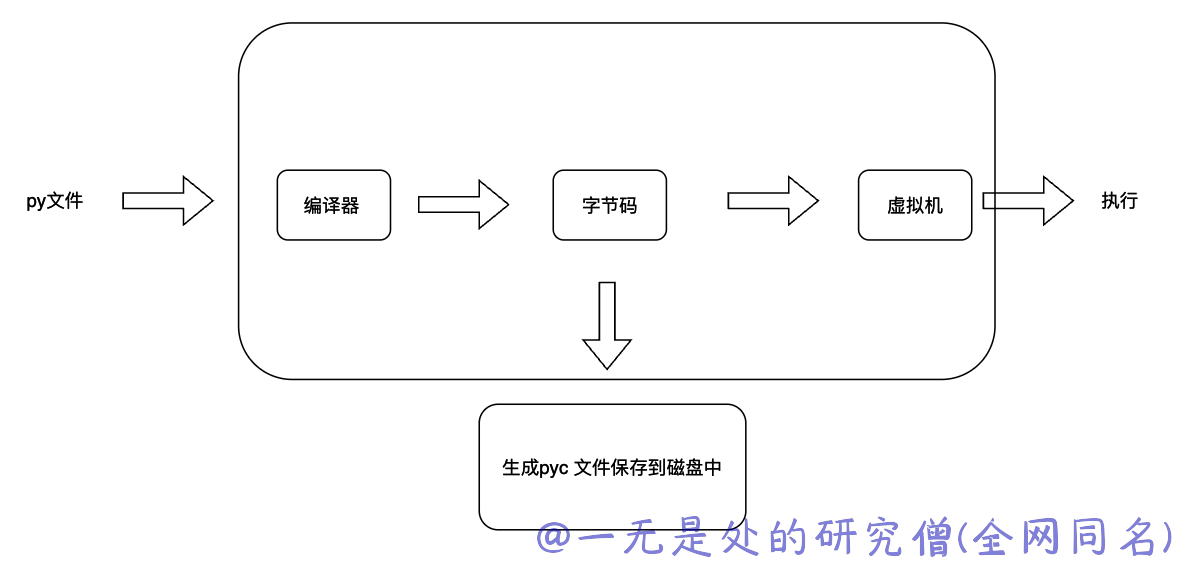 py文件
编译器
字节码
虚拟机
执行
生成pyc 文件保存到磁盘中
@一无是处的研究僧(全网同名)